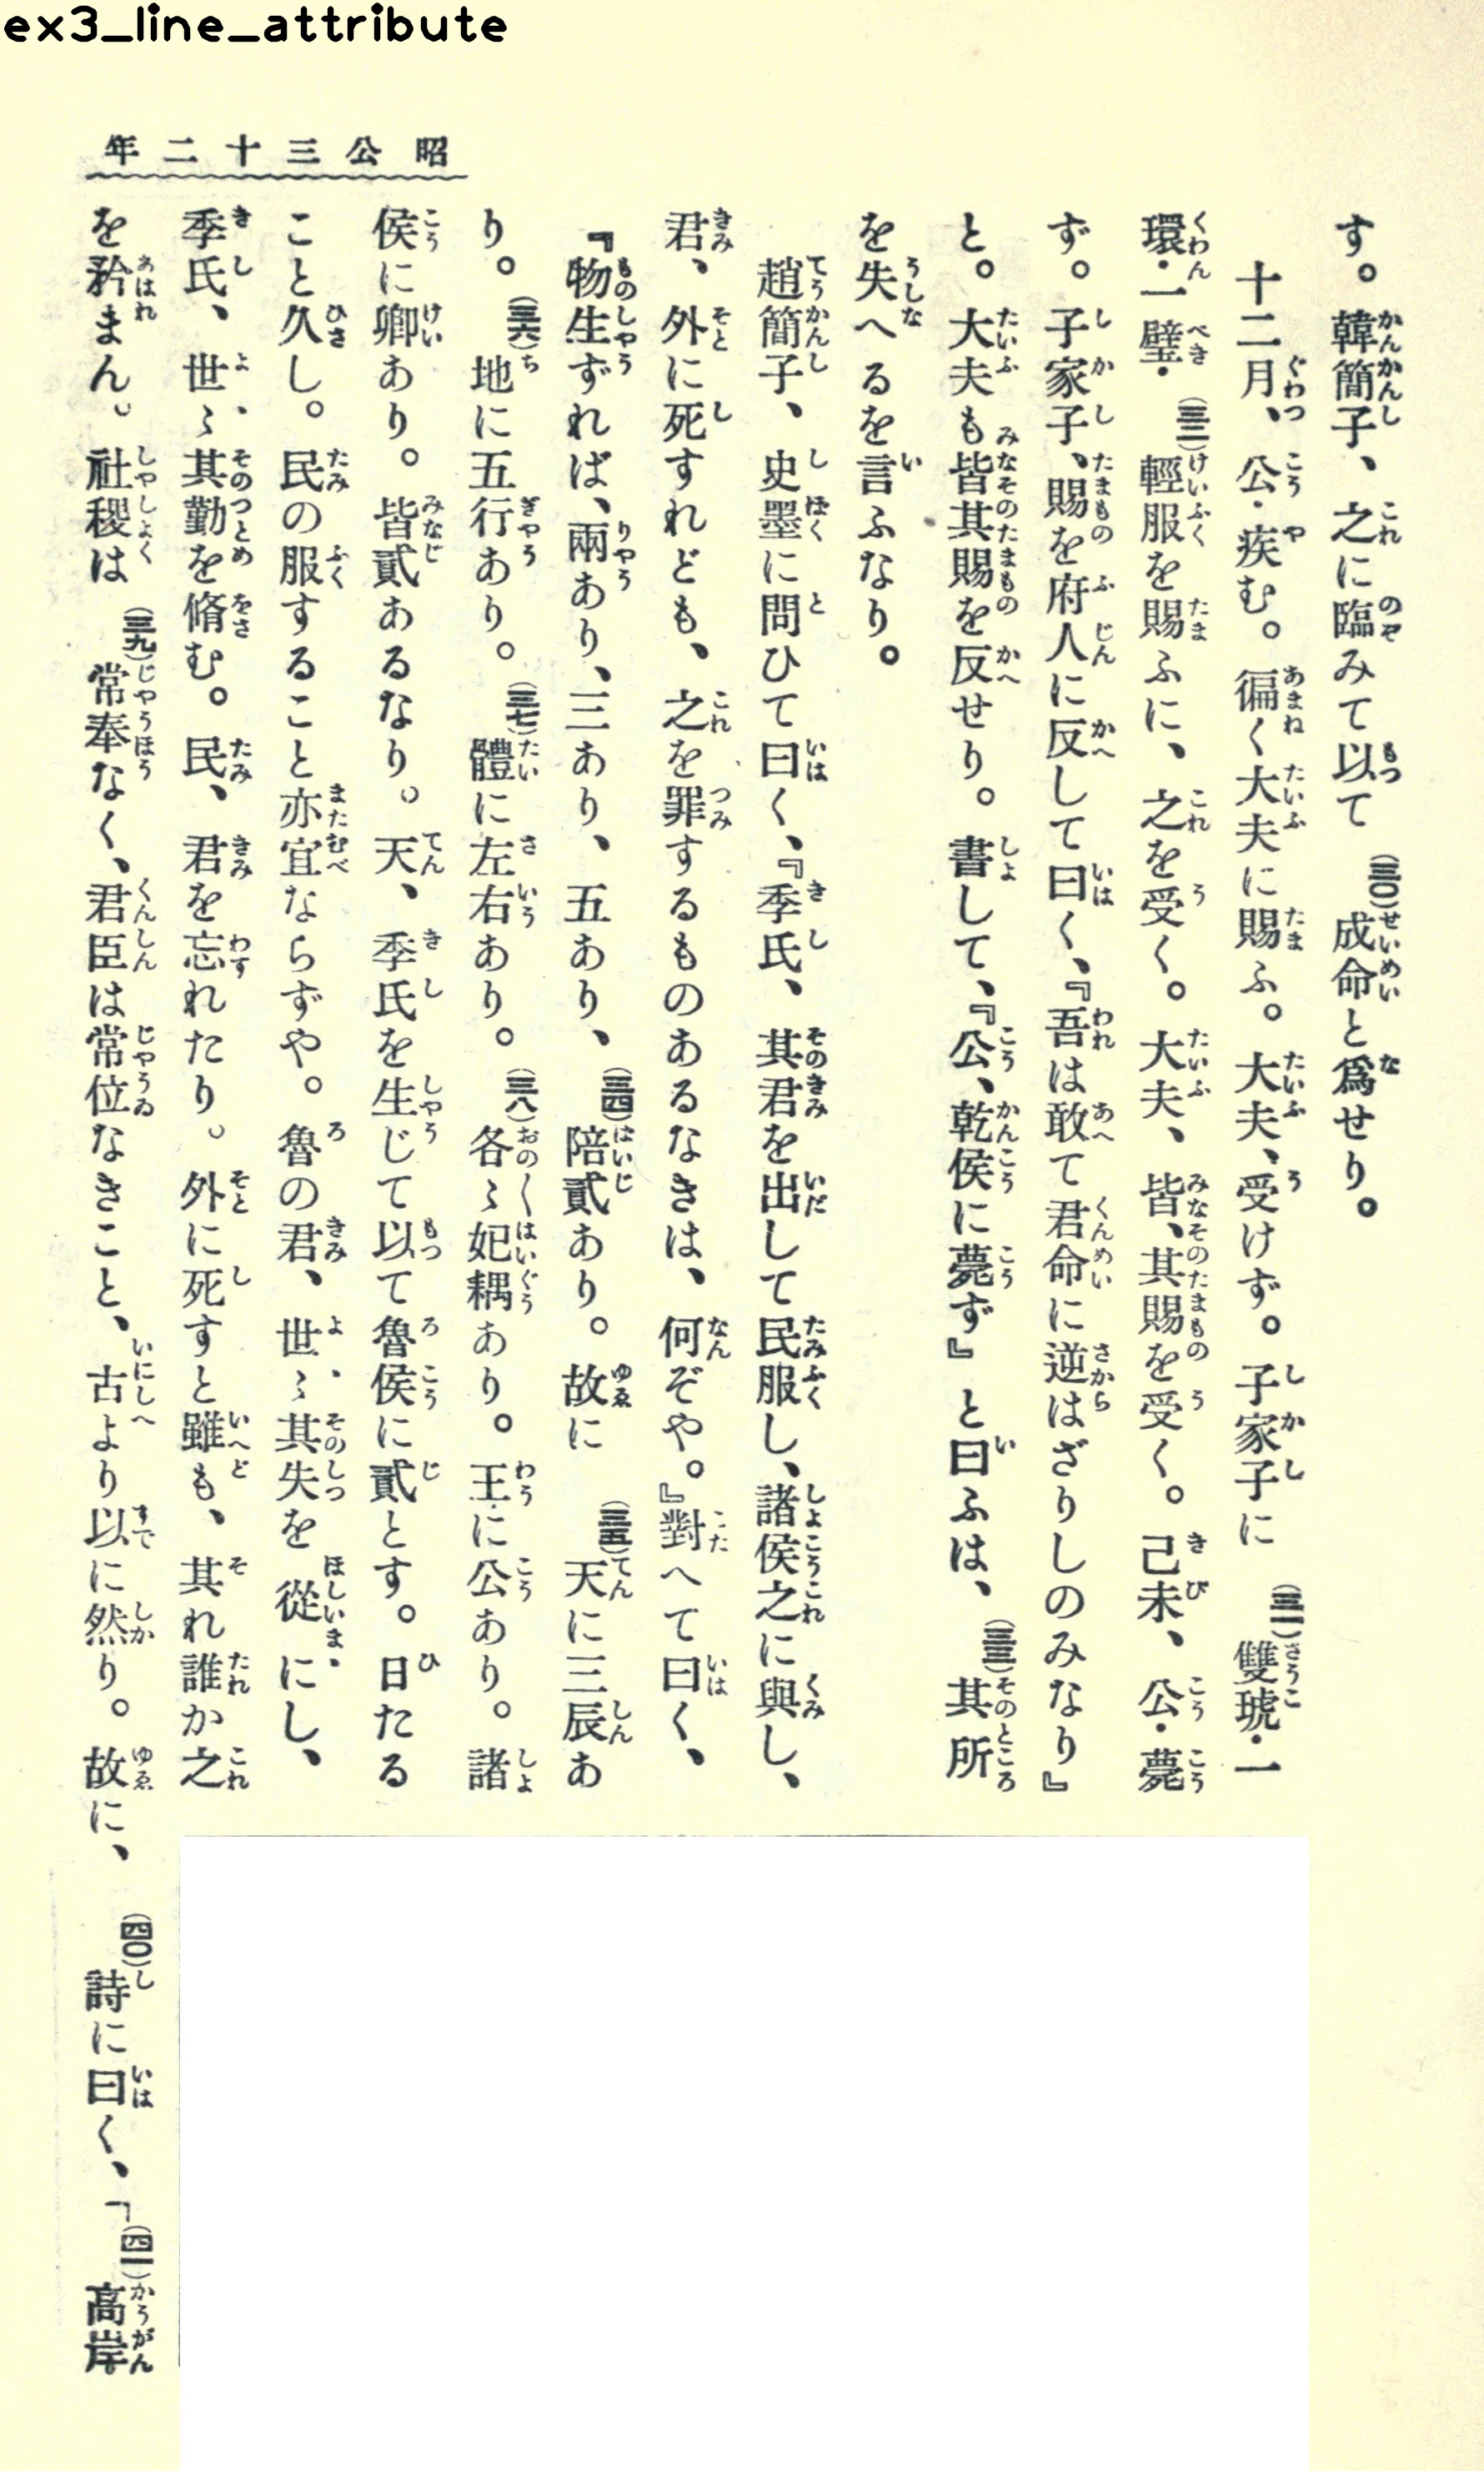 ex3_line_attribute
昭公三十二年
す。韓簡子、之に臨みて以て(三〇)成命と爲せり。
十二月、公・疾む。徧く大夫に賜ふ。大夫、受けず。子家子に(三一)雙琥・一
環・一璧・(三二)輕服を賜ふに、之を受く。大夫、皆、其賜を受く。己未、公・薨
ず。子家子、賜を府人に反して曰く、『吾は敢て君命に逆はざりしのみなり』
と。大夫も皆其賜を反せり。書して、『公、乾侯に薨ず』と曰ふは、(三三)其所
を失へるを言ふなり。
趙簡子、史墨に問ひて曰く、『季氏、其君を出して民服し、諸侯之に與し、
君、外に死すれども、之を罪するものあるなきは、何ぞや。』對へて曰く、
『物生ずれば、兩あり、三あり、五あり、(三四)陪貳あり。故に(三五)天に三辰あ
り。(三六)地に五行あり。(三七)體に左右あり。(三八)各〻妃耦あり。王に公あり。諸
侯に卿あり。皆貳あるなり。天、季氏を生じて以て魯侯に貳とす。日たる
こと久し。民の服すること亦宜ならずや。魯の君、世〻其失を從にし、
季氏、世〻其勤を脩む。民、君を忘れたり。外に死すと雖も、其れ誰か之
を矜まん。社稷は(三九)常奉なく、君臣は常位なきこと、古より以に然り。故に、(四〇)詩に曰く、「(四一)高岸